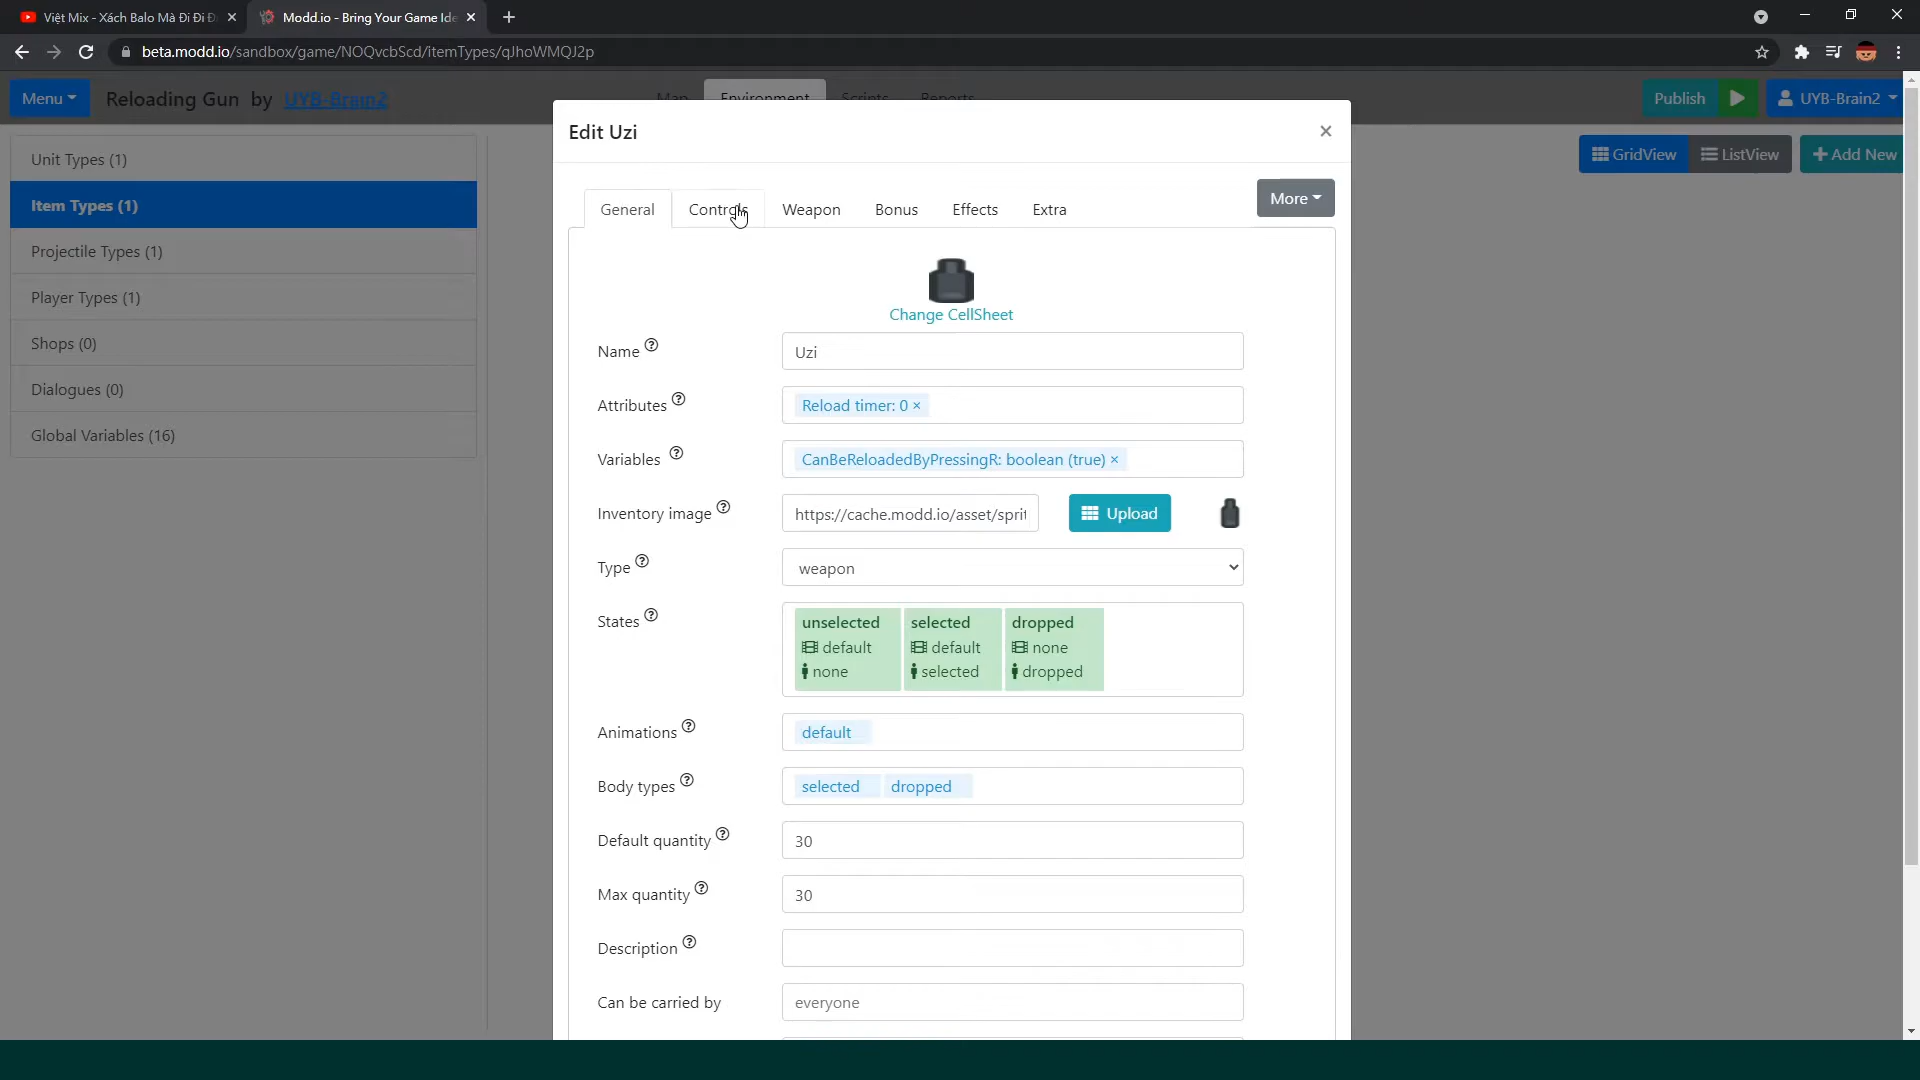 Việt Mix - Xách Balo Mà Đi Đi Đ
Modd.io - Bring Your Game Ide
beta.modd.io/sandbox/game/NOQvcbScd/itemTypes/qJhoWMQJ2p
Menu
Reloading Gun by UYB-Brain2
Map
Environment
Scripts
Reports
Publish
UYB-Brain2
Unit Types (1)
Item Types (1)
Projectile Types (1)
Player Types (1)
Shops (0)
Dialogues (0)
Global Variables (16)
GridView
ListView
+ Add New
Edit Uzi
×
General
Controls
Weapon
Bonus
Effects
Extra
More
Change CellSheet
Name ?
Uzi
Attributes ?
Reload timer: 0 ×
Variables ?
CanBeReloadedByPressingR: boolean (true) ×
Inventory image ?
https://cache.modd.io/asset/sprit
Upload
Type ?
weapon
States ?
unselected
default
none
selected
default
selected
dropped
none
dropped
Animations ?
default
Body types ?
selected
dropped
Default quantity ?
30
Max quantity ?
30
Description ?
Can be carried by
everyone